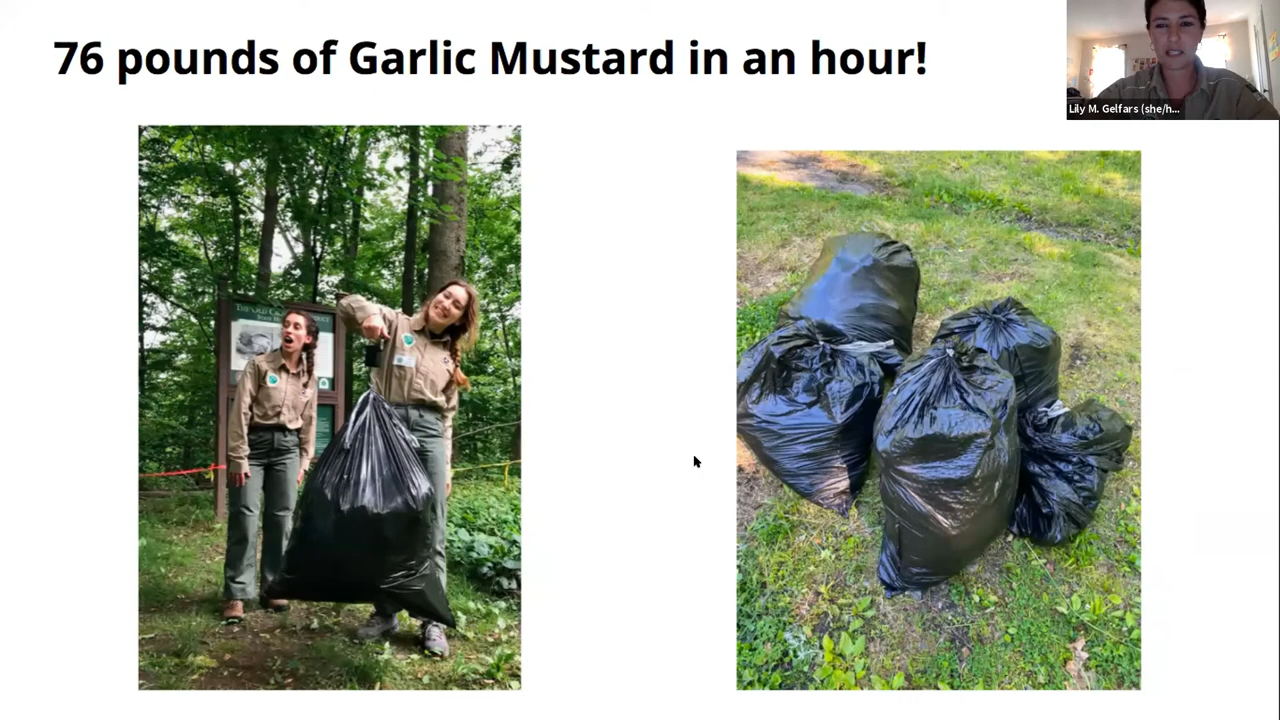 76 pounds of Garlic Mustard in an hour!
Lily M. Gelfars (she/h...